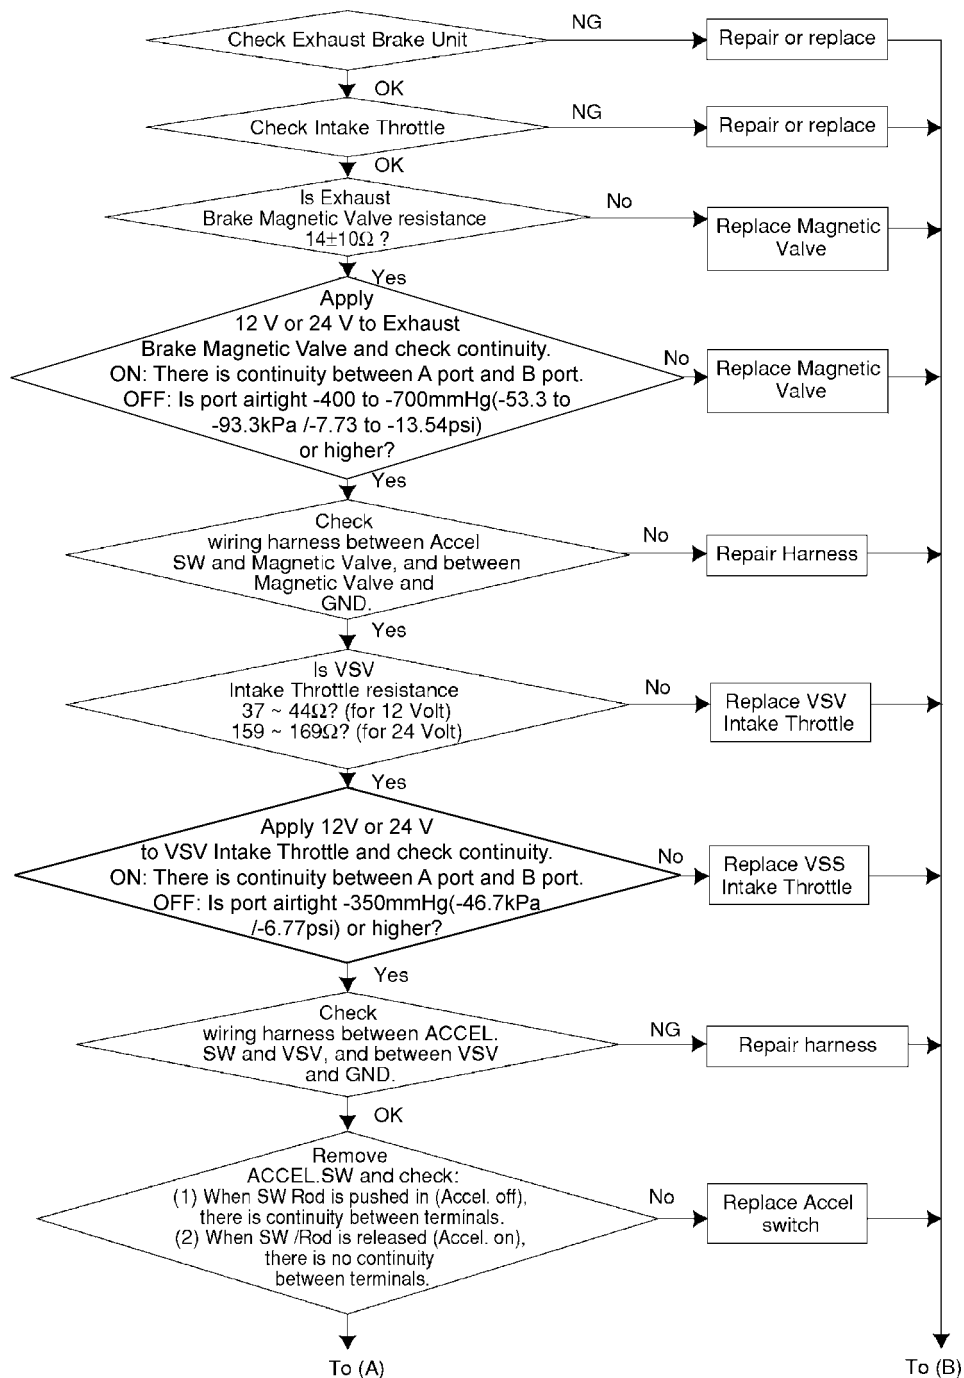 Check Exhaust Brake Unit
NG
Repair or replace
OK
Check Intake Throttle
NG
Repair or replace
OK
Is Exhaust
Brake Magnetic Valve resistance
14±10Ω ?
No
Replace Magnetic
Valve
Yes
Apply
12 V or 24 V to Exhaust
Brake Magnetic Valve and check continuity.
ON: There is continuity between A port and B port.
OFF: Is port airtight -400 to -700mmHg(-53.3 to
-93.3kPa /-7.73 to -13.54psi)
or higher?
No
Replace Magnetic
Valve
Yes
Check
wiring harness between Accel
SW and Magnetic Valve, and between
Magnetic Valve and
GND.
No
Repair Harness
Yes
Is VSV
Intake Throttle resistance
37 ~ 44Ω? (for 12 Volt)
159 ~ 169Ω? (for 24 Volt)
No
Replace VSV
Intake Throttle
Yes
Apply 12V or 24 V
to VSV Intake Throttle and check continuity.
ON: There is continuity between A port and B port.
OFF: Is port airtight -350mmHg(-46.7kPa
/-6.77psi) or higher?
No
Replace VSS
Intake Throttle
Yes
Check
wiring harness between ACCEL.
SW and VSV, and between VSV
and GND.
NG
Repair harness
OK
Remove
ACCEL.SW and check:
(1) When SW Rod is pushed in (Accel. off),
there is continuity between terminals.
(2) When SW /Rod is released (Accel. on),
there is no continuity
between terminals.
No
Replace Accel
switch
To (A)
To (B)